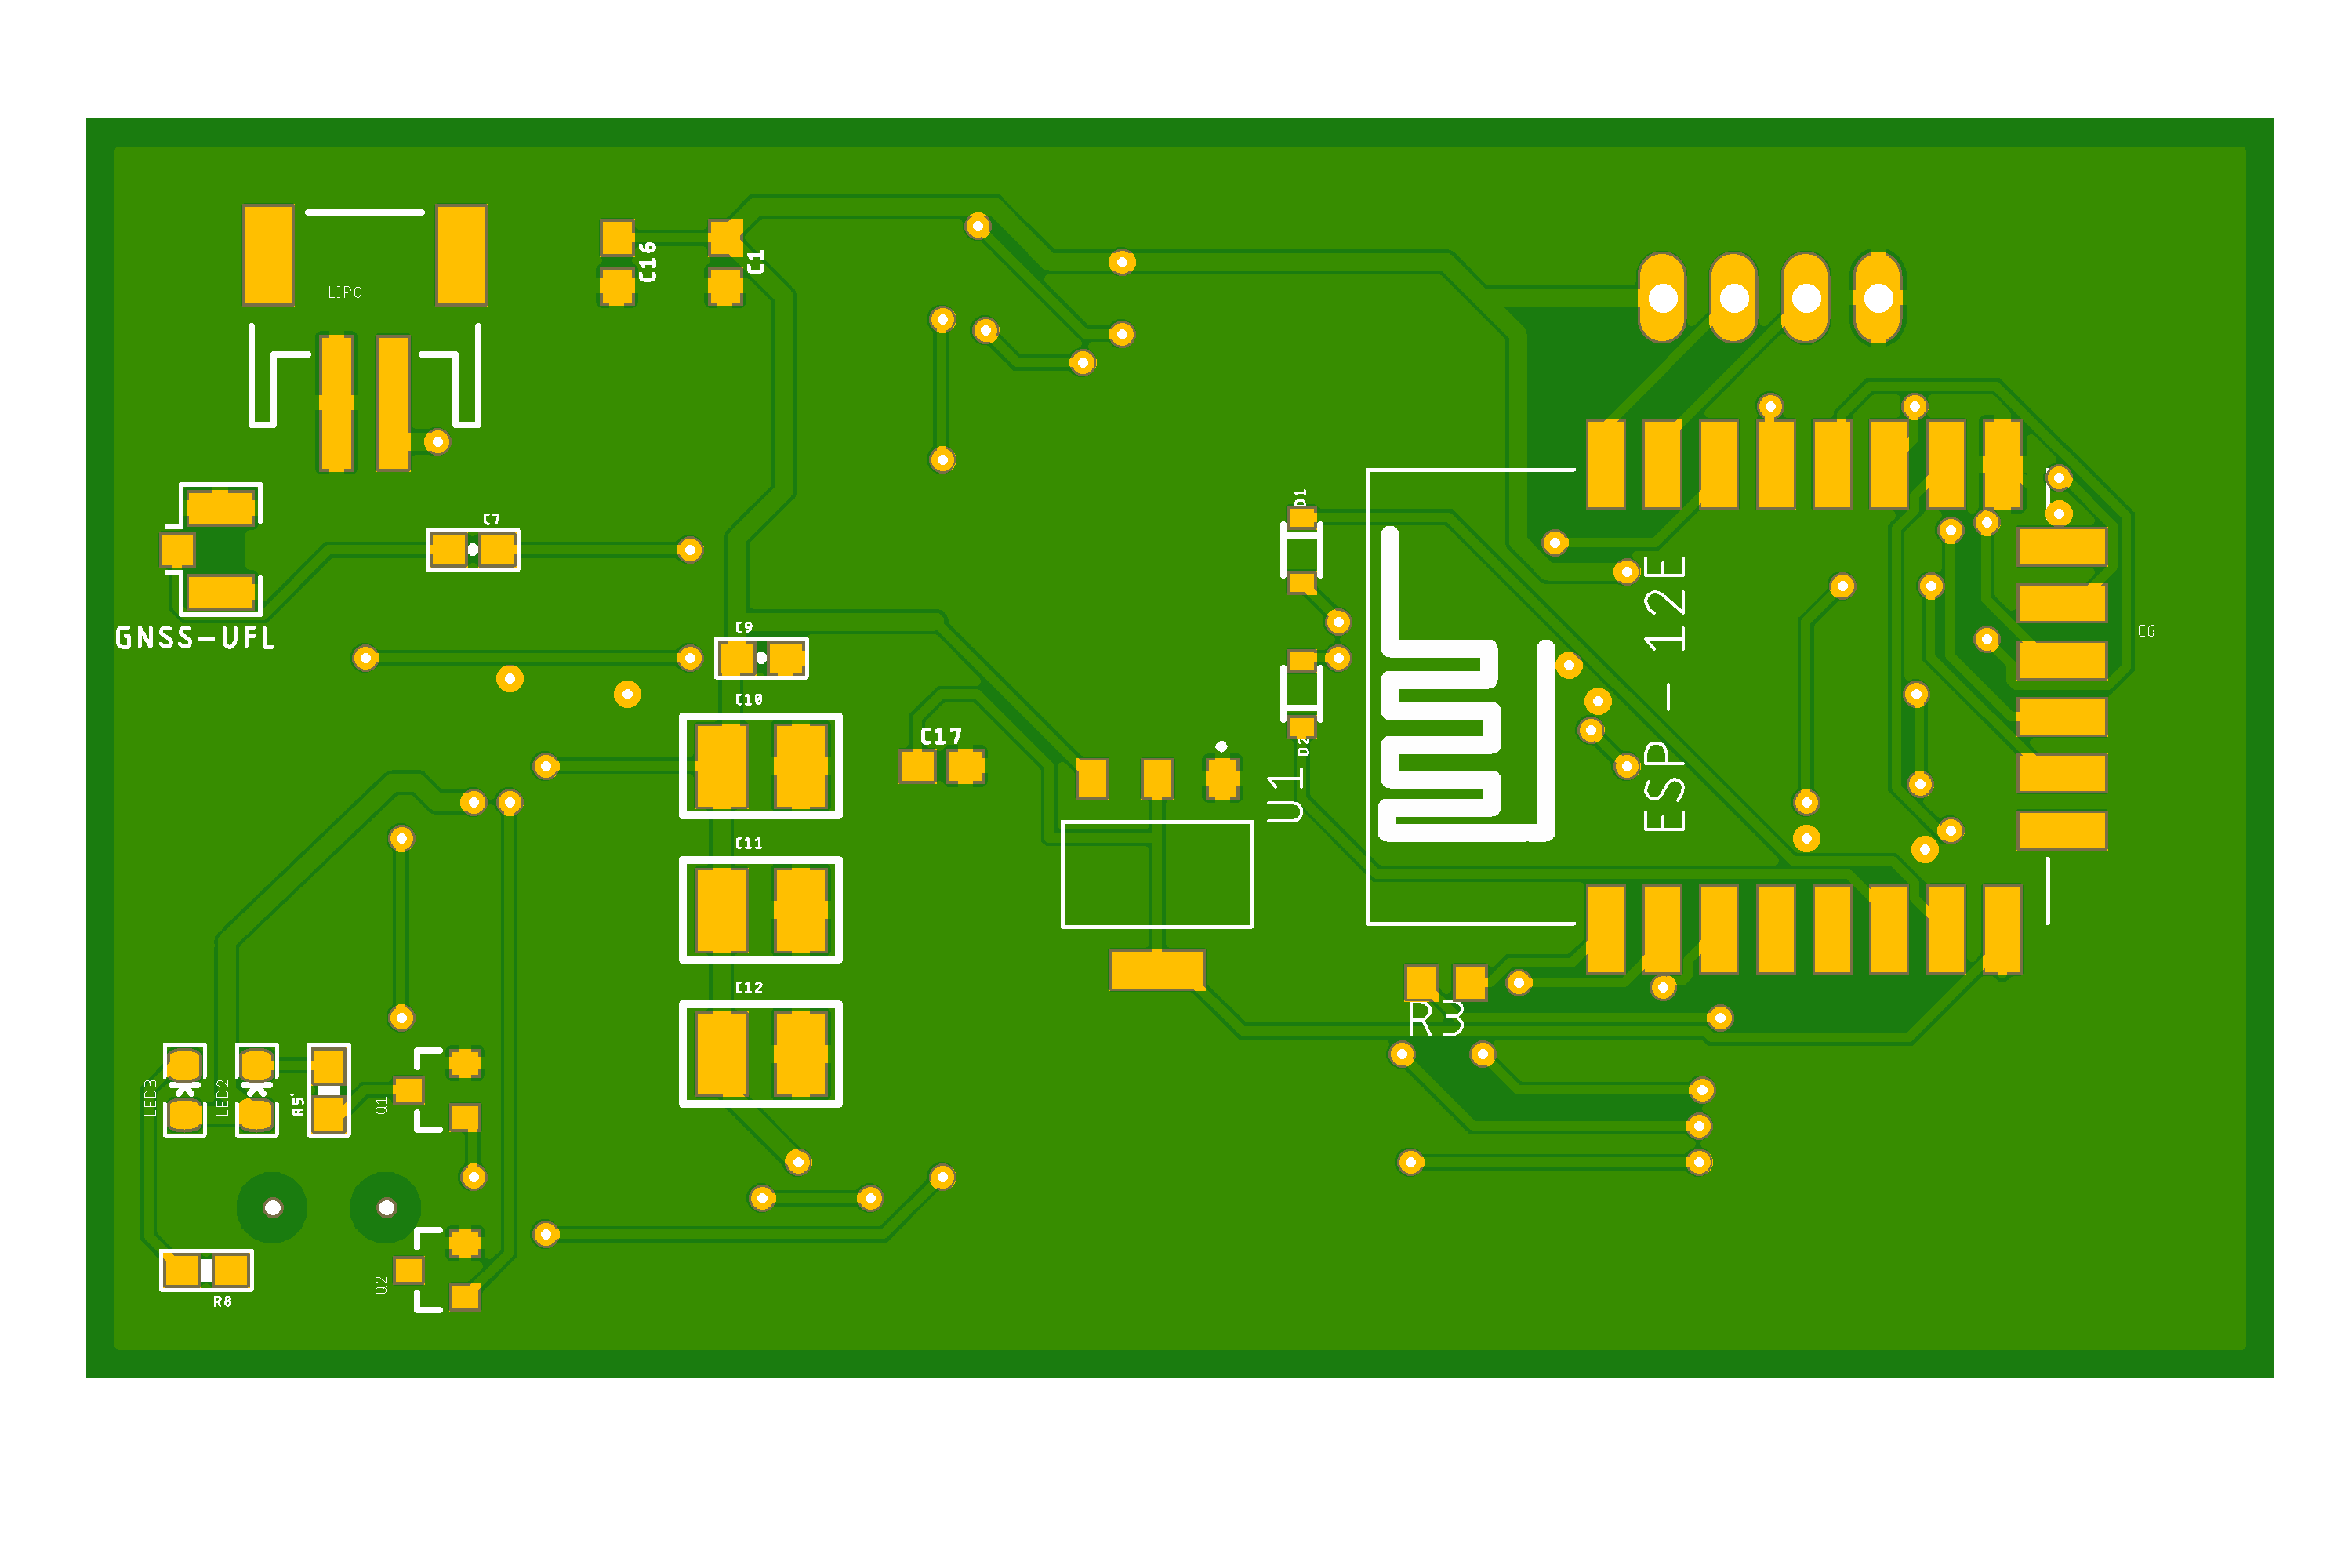 C16
C1
LIPO
D1
C7
ESP-12E
GNSS-UFL
C9
C6
C10
C17
D2
U1
C11
C12
R3
LED3
LED2
R5'
Q1'
Q2
R8